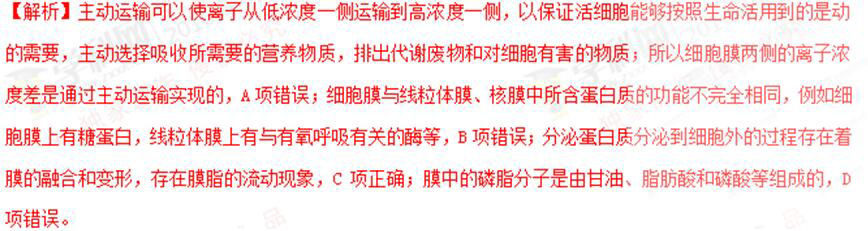 【解析】主动运输可以使离子从低浓度一侧运输到高浓度一侧，以保证活细胞能够按照生命活用到的是动
的需要，主动选择吸收所需要的营养物质，排出代谢废物和对细胞有害的物质；所以细胞膜两侧的离子浓
度差是通过主动运输实现的，A项错误；细胞膜与线粒体膜、核膜中所含蛋白质的功能不完全相同，例如细
胞膜上有糖蛋白，线粒体膜上有与有氧呼吸有关的酶等，B项错误；分泌蛋白质分泌到细胞外的过程存在着
膜的融合和变形，存在膜脂的流动现象，C 项正确；膜中的磷脂分子是由甘油、脂肪酸和磷酸等组成的，D
项错误。